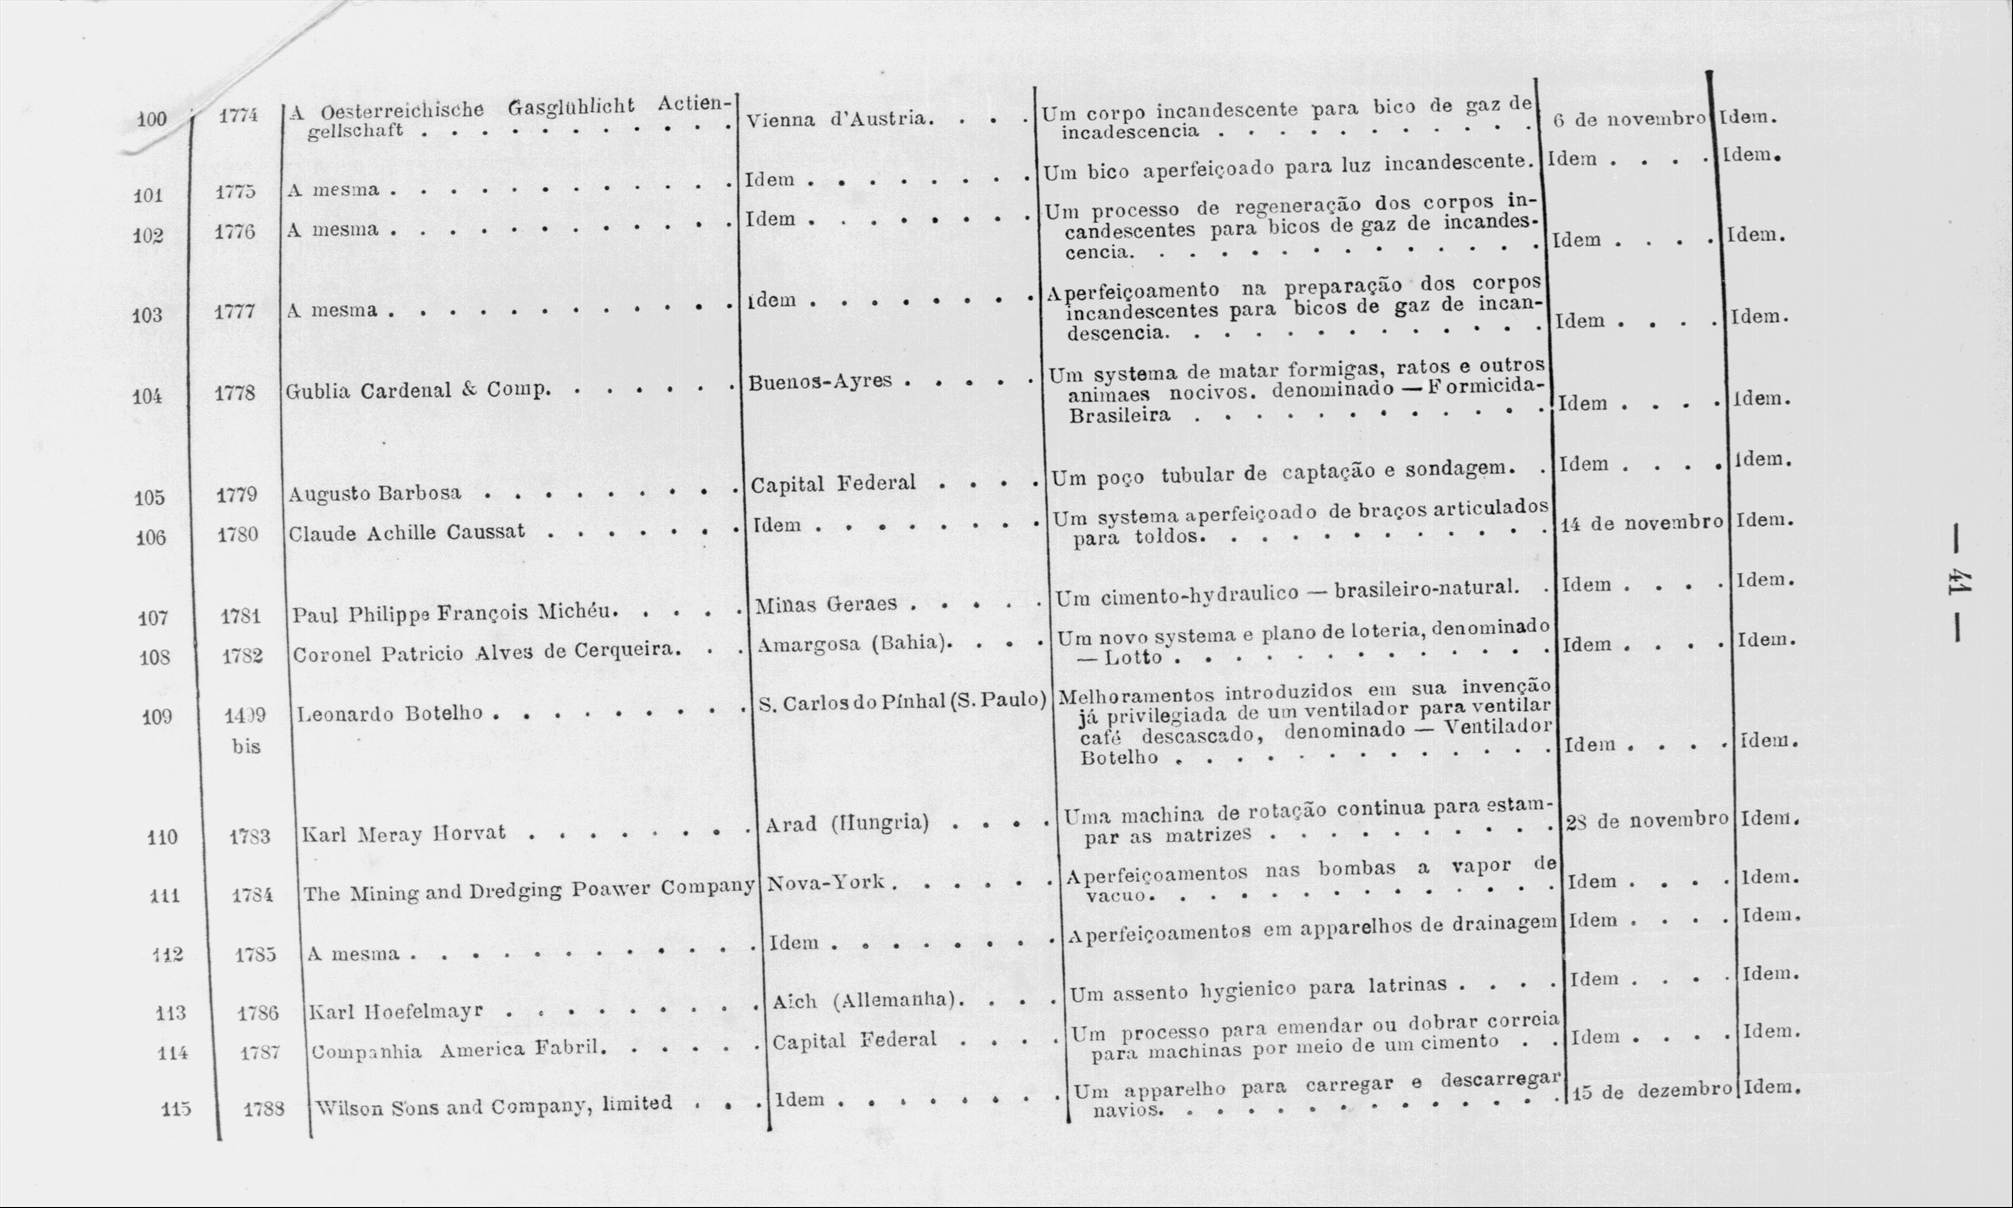 100 1774 A Oesterreichische Gasglühlicht Actien- Vienna d'Austria. . . . Um corpo incandescente para bico de gaz de
gellschaft . . . . . . . . . . . incadescencia . . . . . . . . . . . 6 de novembro Idem.
101 1775 A mesma . . . . . . . . . . . . Idem . . . . . . . . Um bico aperfeiçoado para luz incandescente. Idem . . . . Idem.
102 1776 A mesma . . . . . . . . . . . . Idem . . . . . . . . Um processo de regeneração dos corpos in-
candescentes para bicos de gaz de incandes-
cencia. . . . . . . . . . . . . . . Idem . . . . Idem.
103 1777 A mesma . . . . . . . . . . . . Idem . . . . . . . . Aperfeiçoamento na preparação dos corpos
incandescentes para bicos de gaz de incan-
descencia. . . . . . . . . . . . . . Idem . . . . Idem.
104 1778 Gublia Cardenal & Comp. . . . . . . Buenos-Ayres . . . . . Um systema de matar formigas, ratos e outros
animaes nocivos. denominado — Formicida-
Brasileira . . . . . . . . . . . . Idem . . . . Idem.
105 1779 Augusto Barbosa . . . . . . . . . Capital Federal . . . . Um poço tubular de captação e sondagem. . Idem . . . . Idem.
106 1780 Claude Achille Caussat . . . . . . . Idem . . . . . . . . Um systema aperfeiçoado de braços articulados
para toldos. . . . . . . . . . . . . 14 de novembro Idem.
107 1781 Paul Philippe François Michéu. . . . . Minas Geraes . . . . . Um cimento-hydraulico — brasileiro-natural. . Idem . . . . Idem.
108 1782 Coronel Patricio Alves de Cerqueira. . . Amargosa (Bahia). . . . Um novo systema e plano de loteria, denominado
— Lotto . . . . . . . . . . . . . Idem . . . . Idem.
109 1499 Leonardo Botelho . . . . . . . . . S. Carlos do Pinhal (S. Paulo) Melhoramentos introduzidos em sua invenção
bis já privilegiada de um ventilador para ventilar
café descascado, denominado — Ventilador
Botelho . . . . . . . . . . . . . Idem . . . . Idem.
110 1783 Karl Meray Horvat . . . . . . . . Arad (Hungria) . . . . Uma machina de rotação continua para estam-
par as matrizes . . . . . . . . . . 28 de novembro Idem.
111 1784 The Mining and Dredging Poawer Company Nova-York . . . . . . Aperfeiçoamentos nas bombas a vapor de
vacuo. . . . . . . . . . . . . . . Idem . . . . Idem.
112 1785 A mesma . . . . . . . . . . . . Idem . . . . . . . . Aperfeiçoamentos em apparelhos de drainagem Idem . . . . Idem.
113 1786 Karl Hoefelmayr . . . . . . . . . Aich (Allemanha). . . . Um assento hygienico para latrinas . . . . Idem . . . . Idem.
114 1787 Companhia America Fabril. . . . . . Capital Federal . . . . Um processo para emendar ou dobrar correia
para machinas por meio de um cimento . . Idem . . . . Idem.
115 1788 Wilson Sons and Company, limited . . . Idem . . . . . . . . Um apparelho para carregar e descarregar
navios. . . . . . . . . . . . . . . 15 de dezembro Idem.
— 41 —